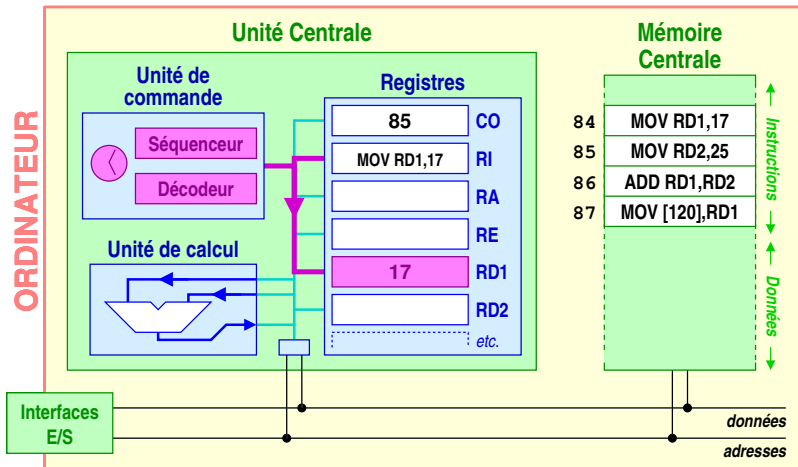 ORDINATEUR
Unité Centrale
Unité de
commande
Séquenceur
Décodeur
Unité de calcul
Registres
85 CO
MOV RD1,17 RI
RA
RE
17 RD1
RD2
etc.
Mémoire
Centrale
84 MOV RD1,17
85 MOV RD2,25
86 ADD RD1,RD2
87 MOV [120],RD1
Instructions
Données
Interfaces
E/S
données
adresses